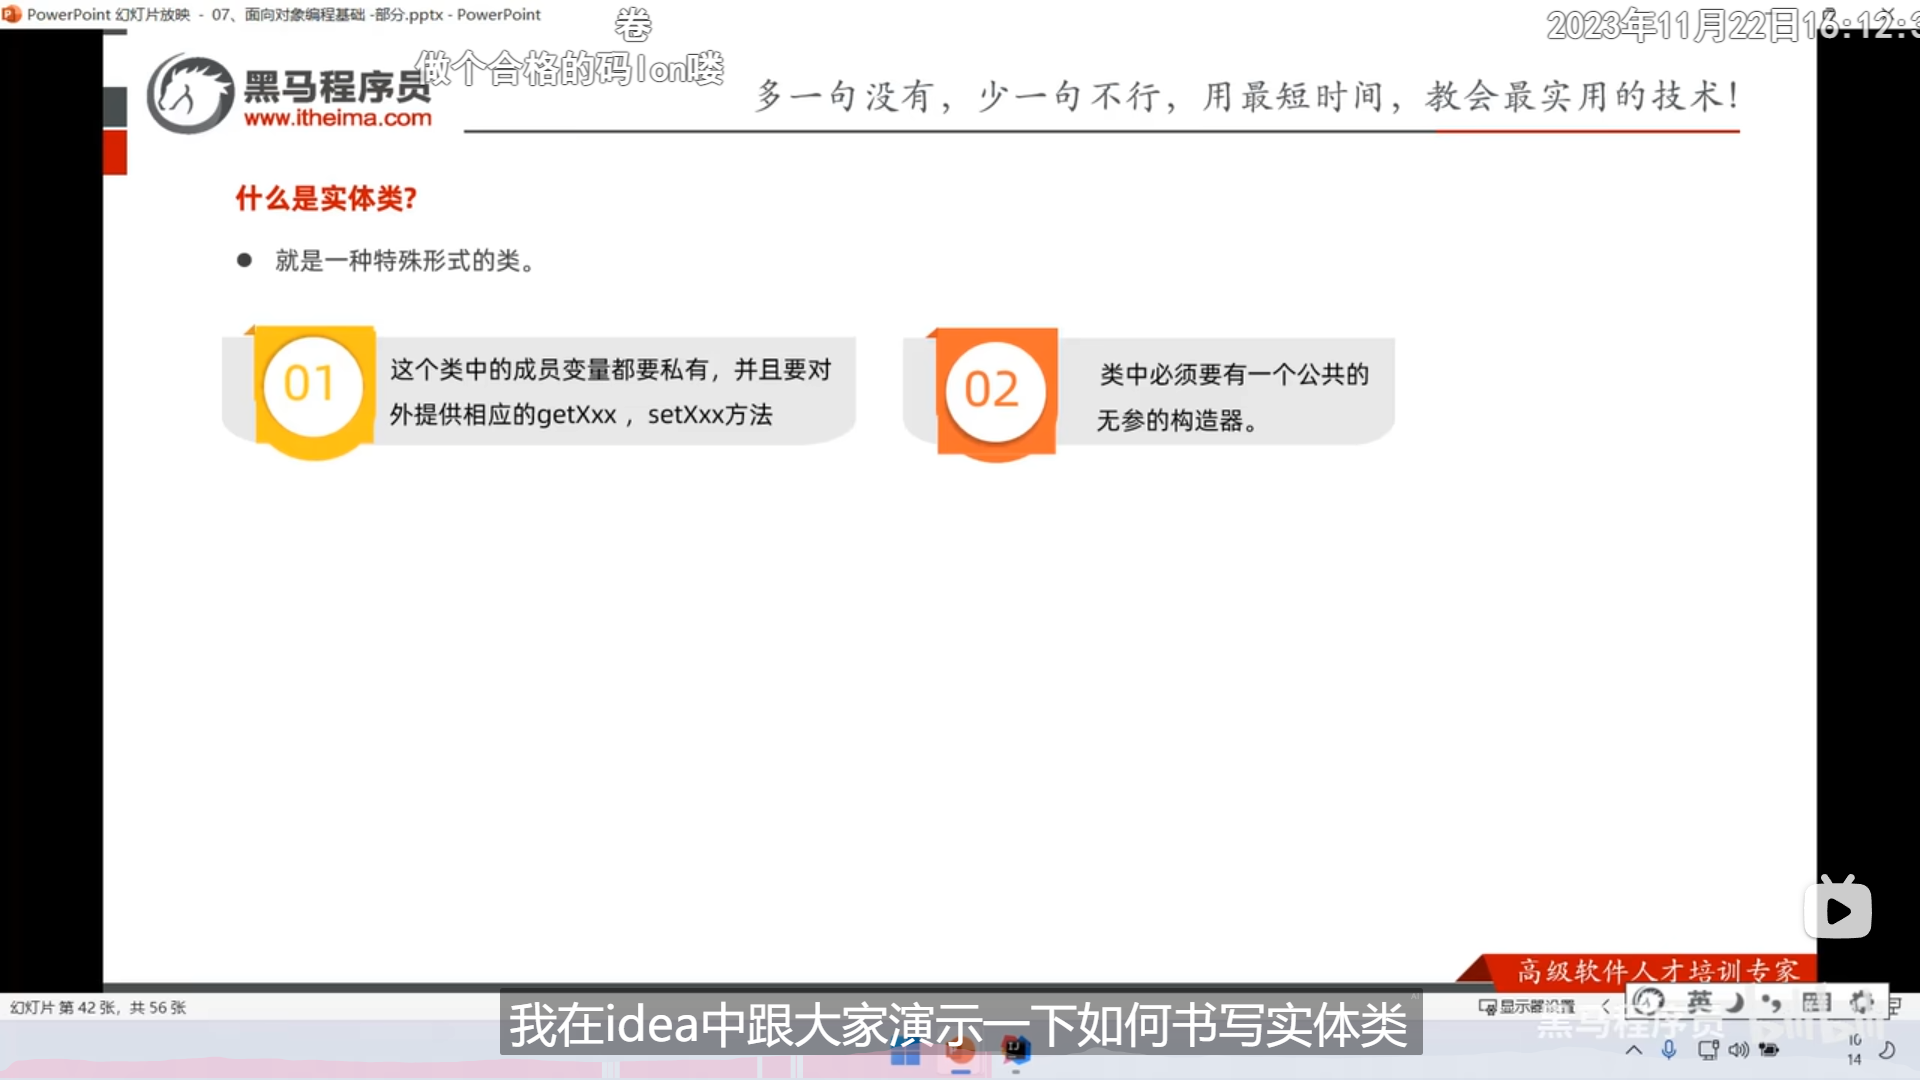 PowerPoint 幻灯片放映 - 07、面向对象编程基础 -部分.pptx - PowerPoint
卷
2023年11月22日16:12:3
做个合格的码lon喽
黑马程序员
www.itheima.com
多一句没有，少一句不行，用最短时间，教会最实用的技术！
什么是实体类?
● 就是一种特殊形式的类。
01
这个类中的成员变量都要私有，并且要对
外提供相应的getXxx ，setXxx方法
02
类中必须要有一个公共的
无参的构造器。
高级软件人才培训专家
幻灯片 第 42 张，共 56 张
显示器设置
英
我在idea中跟大家演示一下如何书写实体类
黑马程序员
bilibili
14